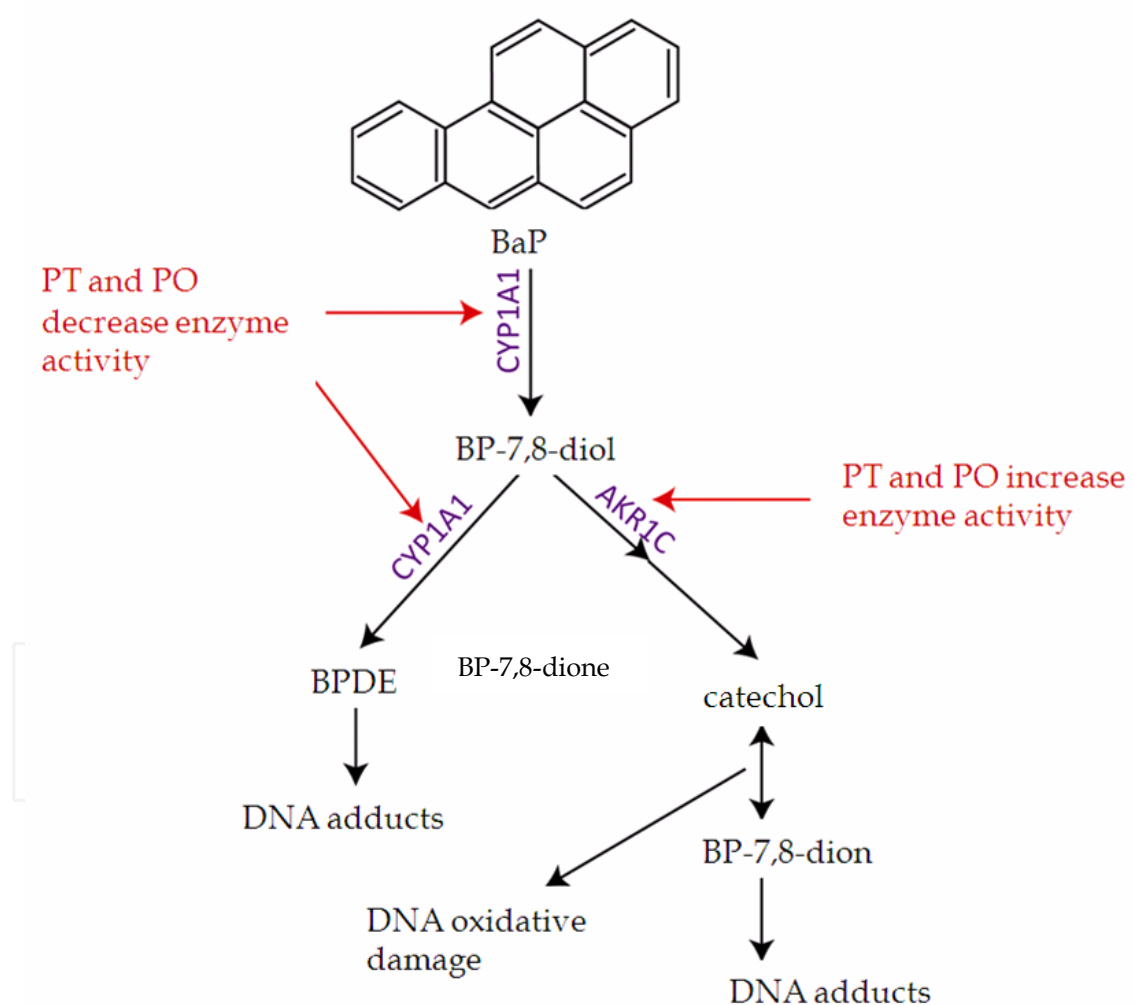 BaP
PT and PO
decrease enzyme
activity
CYP1A1
BP-7,8-diol
PT and PO increase
enzyme activity
CYP1A1
AKR1C
BPDE
BP-7,8-dione
catechol
DNA adducts
BP-7,8-dion
DNA oxidative
damage
DNA adducts